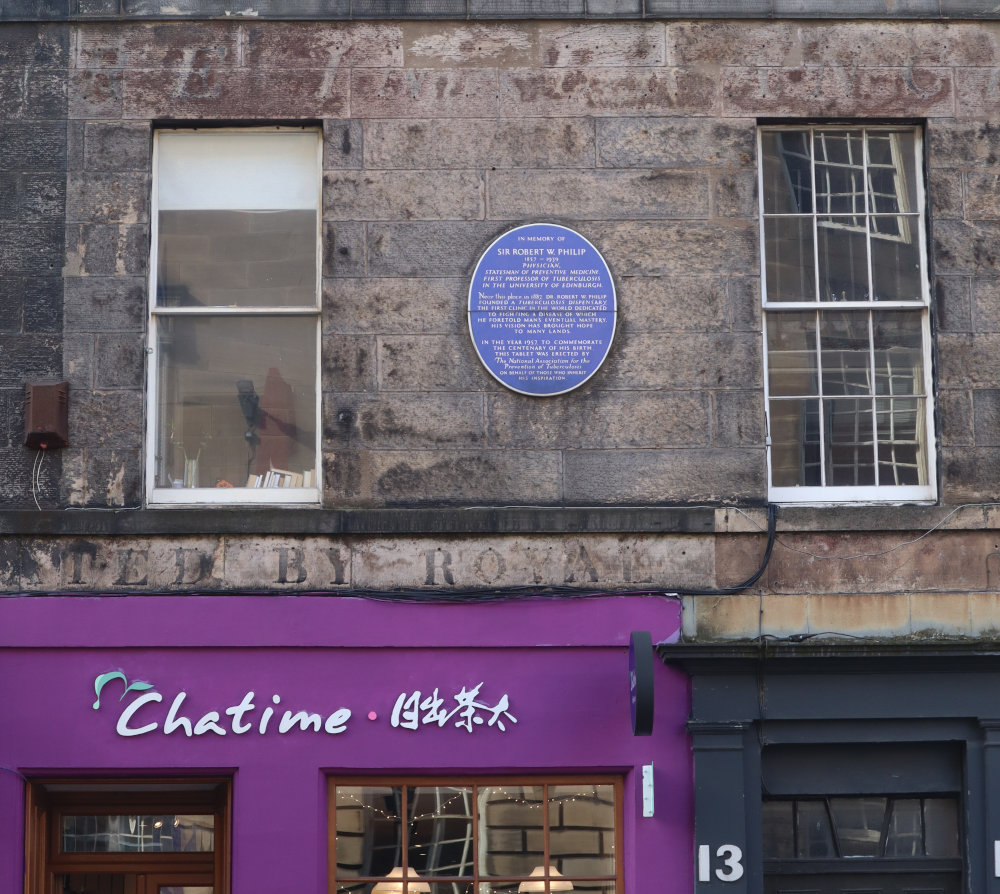 IN MEMORY OF
SIR ROBERT W. PHILIP
1857 – 1939
PHYSICIAN,
STATESMAN OF PREVENTIVE MEDICINE
FIRST PROFESSOR OF TUBERCULOSIS
IN THE UNIVERSITY OF EDINBURGH.
Near this place in 1887 DR. ROBERT W. PHILIP
FOUNDED A TUBERCULOSIS DISPENSARY
THE FIRST CLINIC IN THE WORLD DEDICATED
TO FIGHTING A DISEASE OF WHICH
HE FORETOLD MAN'S EVENTUAL MASTERY.
HIS VISION HAS BROUGHT HOPE
TO MANY LANDS.
IN THE YEAR 1957 TO COMMEMORATE
THE CENTENARY OF HIS BIRTH,
THIS TABLET WAS ERECTED BY
The National Association for the
Prevention of Tuberculosis
ON BEHALF OF THOSE WHO INHERIT
HIS INSPIRATION.
TED BY ROYAL
Chatime · 日出茶太
13